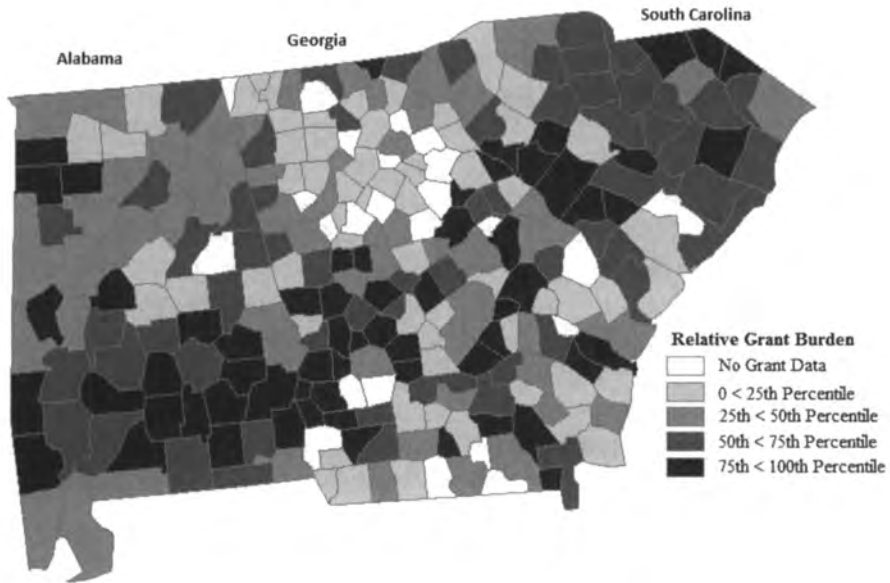 South Carolina
Georgia
Alabama
Relative Grant Burden
No Grant Data
0 < 25th Percentile
25th < 50th Percentile
50th < 75th Percentile
75th < 100th Percentile